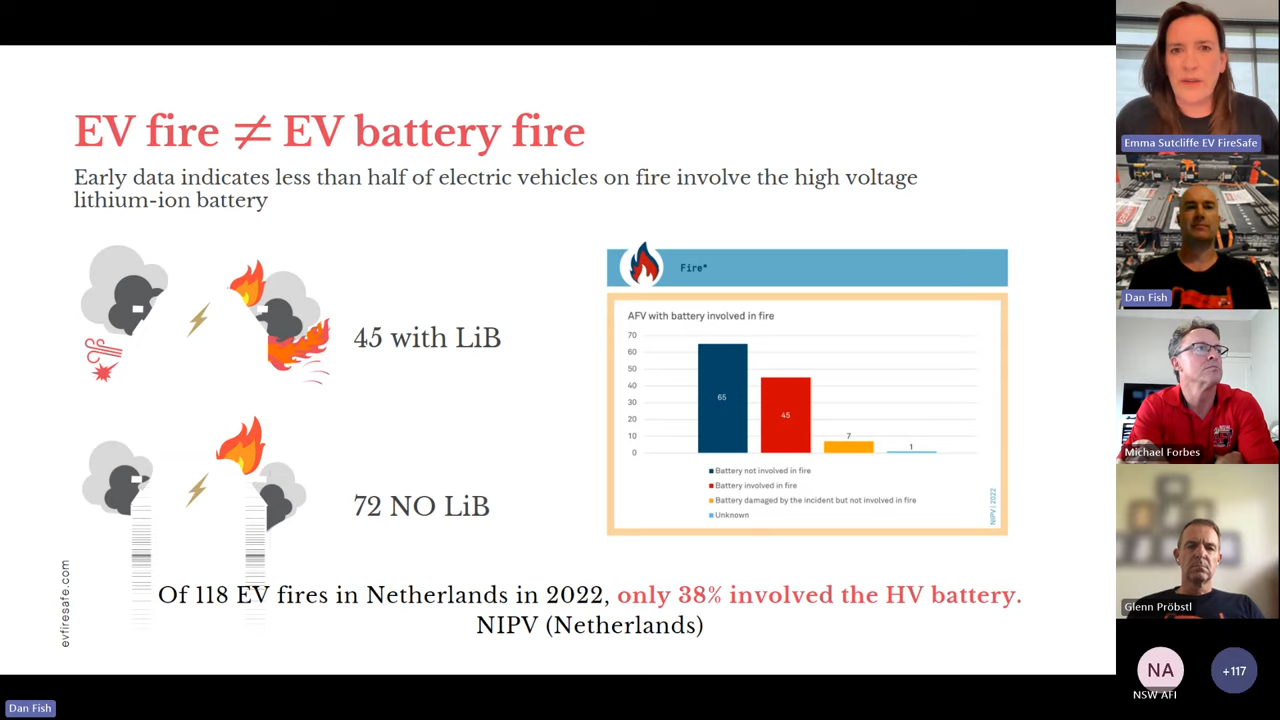 EV fire ≠ EV battery fire
Early data indicates less than half of electric vehicles on fire involve the high voltage
lithium-ion battery
45 with LiB
72 NO LiB
Fire*
AFV with battery involved in fire
70
60
50
40
30
20
10
0
65
45
7
1
Battery not involved in fire
Battery involved in fire
Battery damaged by the incident but not involved in fire
Unknown
NIPV | 2022
Of 118 EV fires in Netherlands in 2022, only 38% involved the HV battery.
NIPV (Netherlands)
evfiresafe.com
Dan Fish
Emma Sutcliffe EV FireSafe
Dan Fish
Michael Forbes
Glenn Pröbstl
NA
NSW AFI
+117